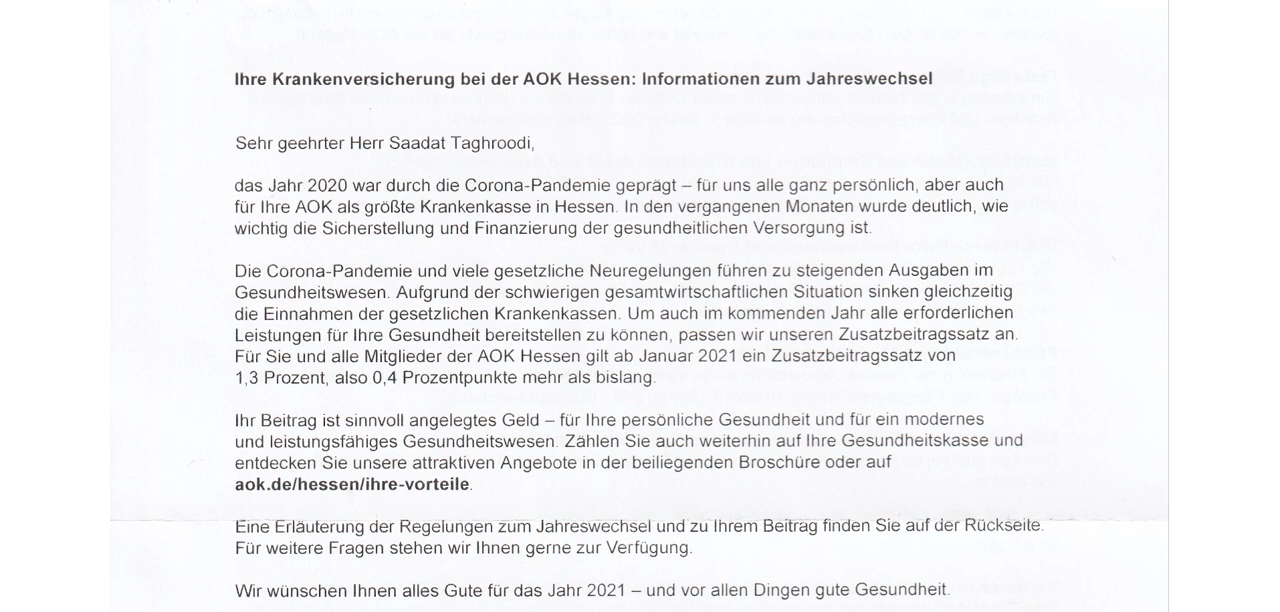 Ihre Krankenversicherung bei der AOK Hessen: Informationen zum Jahreswechsel
Sehr geehrter Herr Saadat Taghroodi,
das Jahr 2020 war durch die Corona-Pandemie geprägt – für uns alle ganz persönlich, aber auch
für Ihre AOK als größte Krankenkasse in Hessen. In den vergangenen Monaten wurde deutlich, wie
wichtig die Sicherstellung und Finanzierung der gesundheitlichen Versorgung ist.
Die Corona-Pandemie und viele gesetzliche Neuregelungen führen zu steigenden Ausgaben im
Gesundheitswesen. Aufgrund der schwierigen gesamtwirtschaftlichen Situation sinken gleichzeitig
die Einnahmen der gesetzlichen Krankenkassen. Um auch im kommenden Jahr alle erforderlichen
Leistungen für Ihre Gesundheit bereitstellen zu können, passen wir unseren Zusatzbeitragssatz an.
Für Sie und alle Mitglieder der AOK Hessen gilt ab Januar 2021 ein Zusatzbeitragssatz von
1,3 Prozent, also 0,4 Prozentpunkte mehr als bislang.
Ihr Beitrag ist sinnvoll angelegtes Geld – für Ihre persönliche Gesundheit und für ein modernes
und leistungsfähiges Gesundheitswesen. Zählen Sie auch weiterhin auf Ihre Gesundheitskasse und
entdecken Sie unsere attraktiven Angebote in der beiliegenden Broschüre oder auf
aok.de/hessen/ihre-vorteile.
Eine Erläuterung der Regelungen zum Jahreswechsel und zu Ihrem Beitrag finden Sie auf der Rückseite.
Für weitere Fragen stehen wir Ihnen gerne zur Verfügung.
Wir wünschen Ihnen alles Gute für das Jahr 2021 – und vor allen Dingen gute Gesundheit.